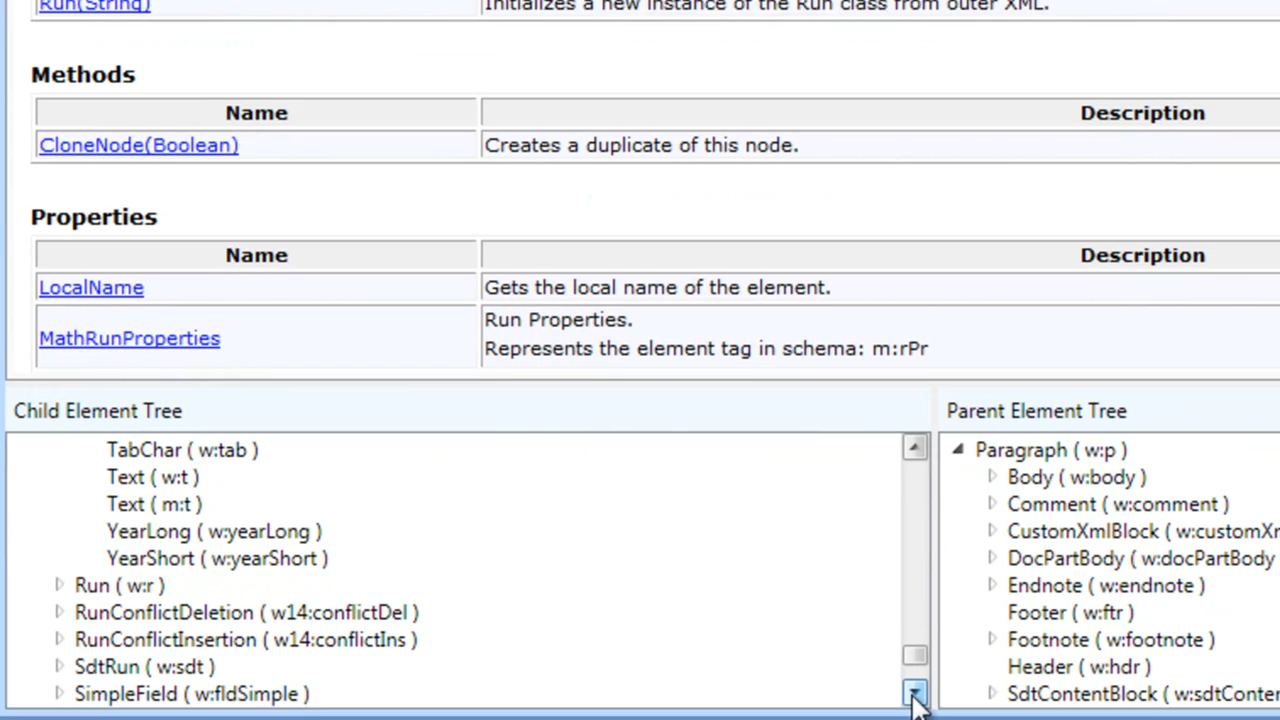 Run(String) Initializes a new instance of the Run class from outer XML.
Methods
Name Description
CloneNode(Boolean) Creates a duplicate of this node.
Properties
Name Description
LocalName Gets the local name of the element.
MathRunProperties Run Properties.
Represents the element tag in schema: m:rPr
Child Element Tree
TabChar ( w:tab )
Text ( w:t )
Text ( m:t )
YearLong ( w:yearLong )
YearShort ( w:yearShort )
Run ( w:r )
RunConflictDeletion ( w14:conflictDel )
RunConflictInsertion ( w14:conflictIns )
SdtRun ( w:sdt )
SimpleField ( w:fldSimple )
Parent Element Tree
Paragraph ( w:p )
Body ( w:body )
Comment ( w:comment )
CustomXmlBlock ( w:customXr
DocPartBody ( w:docPartBody
Endnote ( w:endnote )
Footer ( w:ftr )
Footnote ( w:footnote )
Header ( w:hdr )
SdtContentBlock ( w:sdtConter